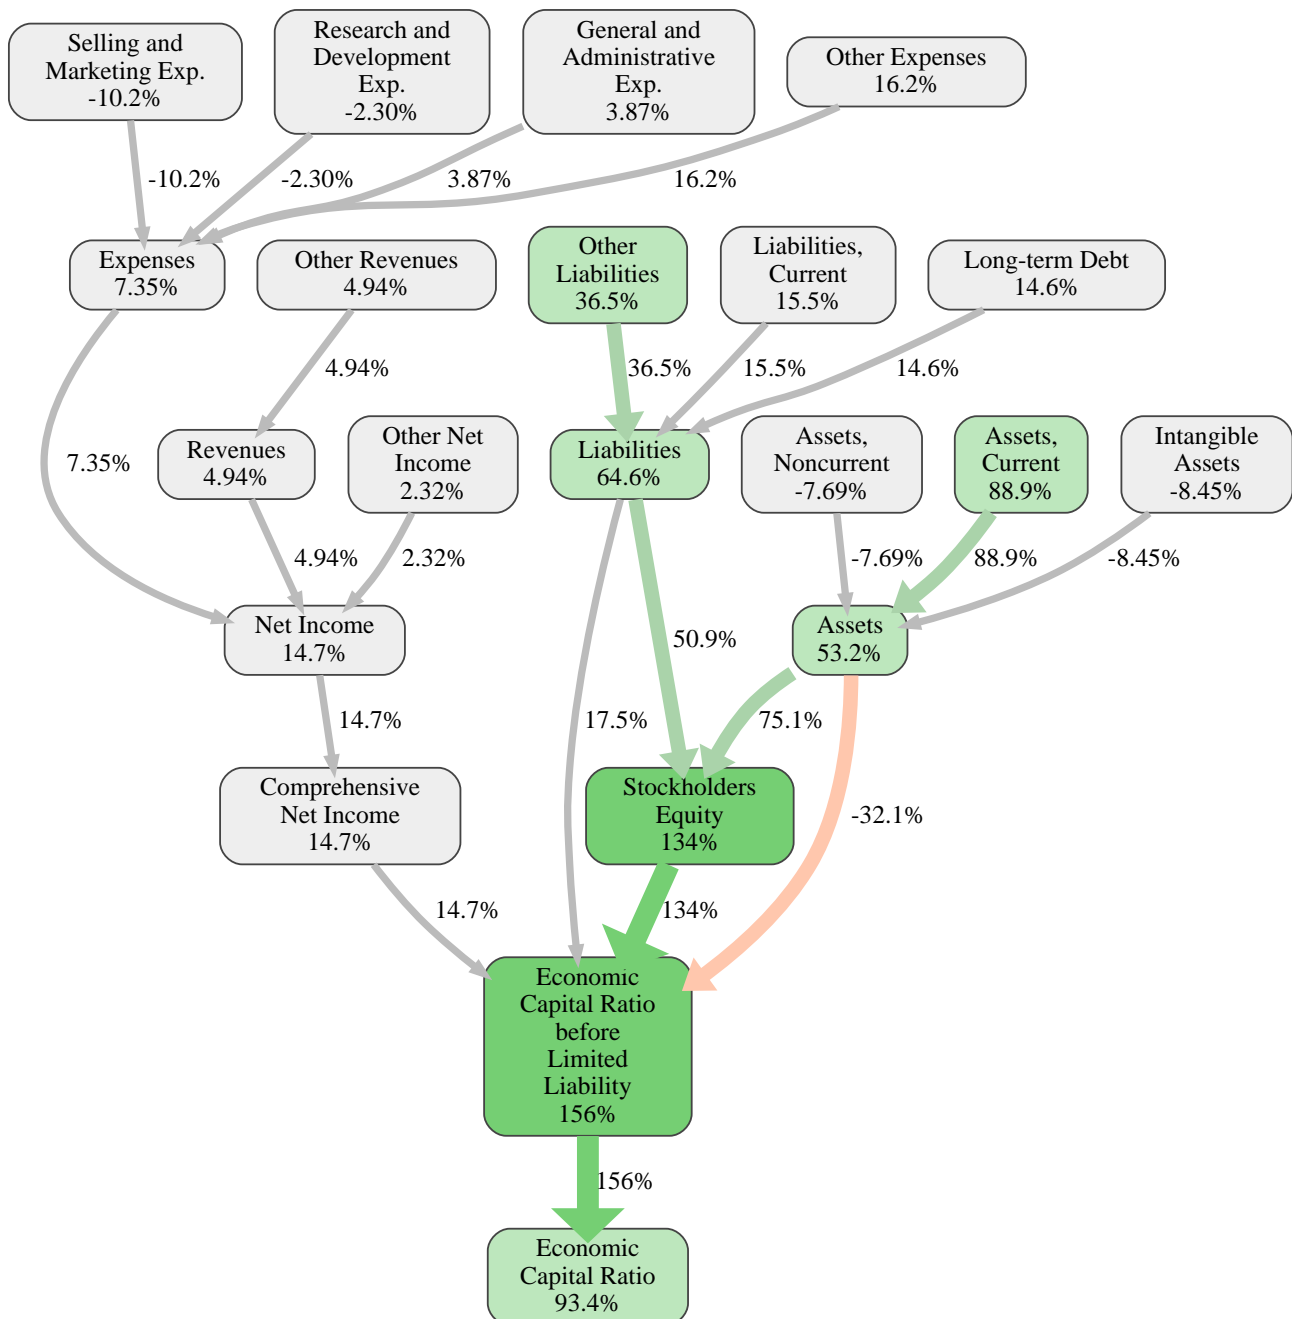 Selling and
Marketing Exp.
-10.2%
Research and
Development
Exp.
-2.30%
General and
Administrative
Exp.
3.87%
Other Expenses
16.2%
-10.2%
-2.30%
3.87%
16.2%
Expenses
7.35%
Other Revenues
4.94%
Other
Liabilities
36.5%
Liabilities,
Current
15.5%
Long-term Debt
14.6%
4.94%
36.5%
15.5%
14.6%
7.35%
Revenues
4.94%
Other Net
Income
2.32%
Liabilities
64.6%
Assets,
Noncurrent
-7.69%
Assets,
Current
88.9%
Intangible
Assets
-8.45%
4.94%
2.32%
-7.69%
88.9%
-8.45%
Net Income
14.7%
50.9%
Assets
53.2%
14.7%
17.5%
75.1%
Comprehensive
Net Income
14.7%
Stockholders
Equity
134%
-32.1%
14.7%
134%
Economic
Capital Ratio
before
Limited
Liability
156%
156%
Economic
Capital Ratio
93.4%